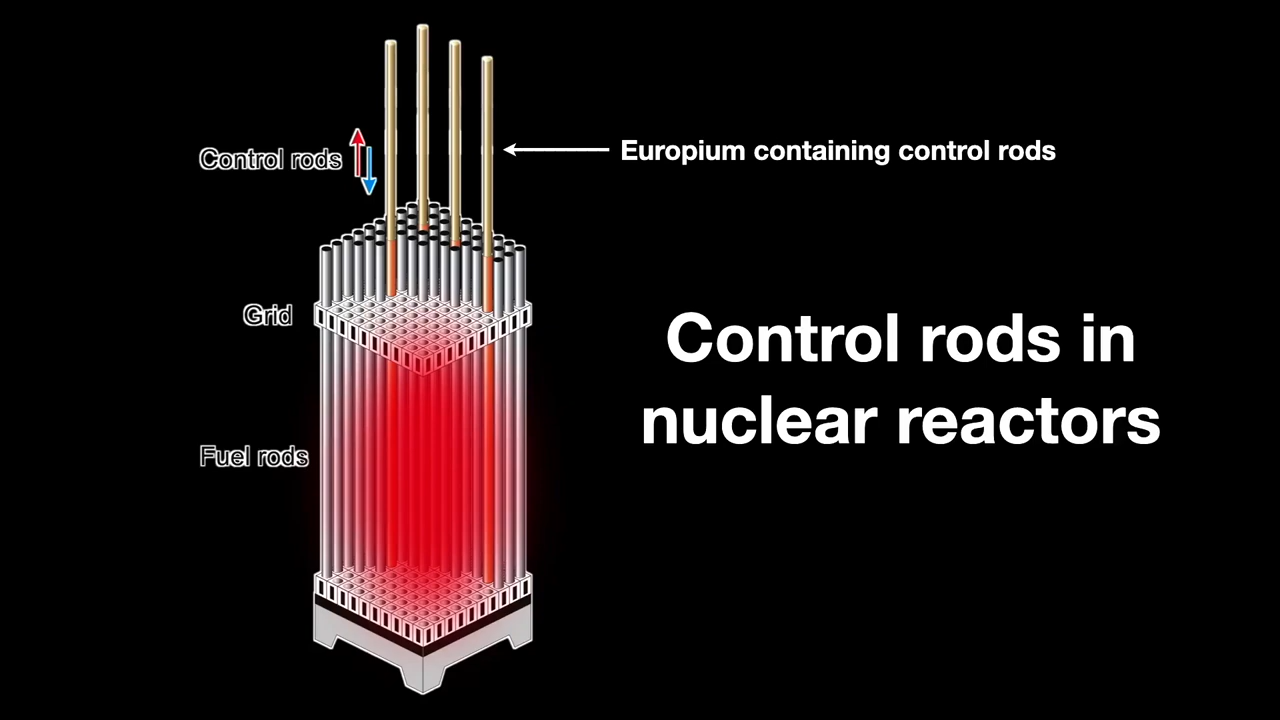 Control rods
Europium containing control rods
Grid
Control rods in
nuclear reactors
Fuel rods